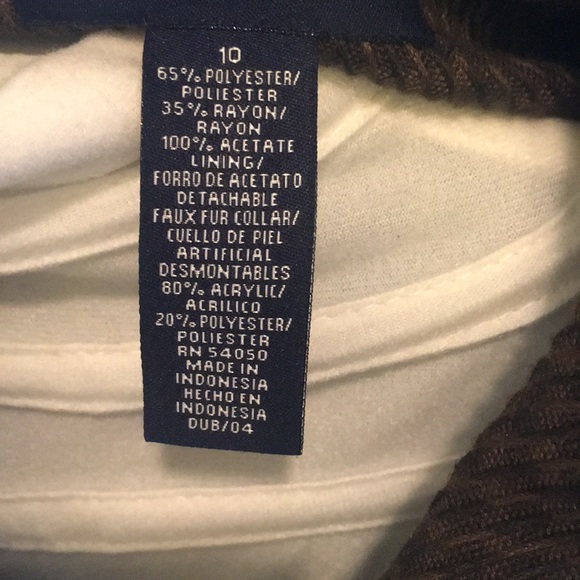 10
65% POLYESTER/
POLIESTER
35% RAYON/
RAYON
100% ACETATE
LINING/
FORRO DE ACETATO
DETACHABLE
FAUX FUR COLLAR/
CUELLO DE PIEL
ARTIFICIAL
DESMONTABLES
80% ACRYLIC/
ACRILICO
20% POLYESTER/
POLIESTER
RN 54050
MADE IN
INDONESIA
HECHO EN
INDONESIA
DUB/04